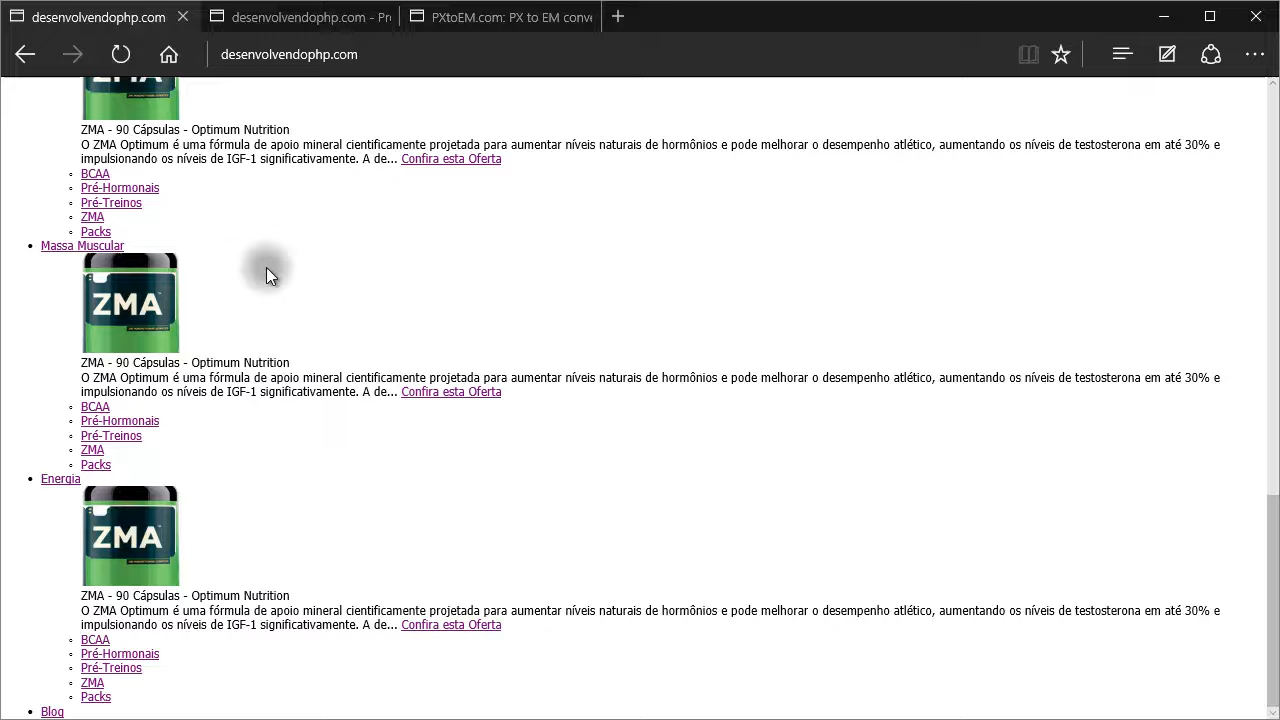 desenvolvendophp.com
desenvolvendophp.com - Pr
PXtoEM.com: PX to EM conve
desenvolvendophp.com
ZMA
ZMA - 90 Cápsulas - Optimum Nutrition
O ZMA Optimum é uma fórmula de apoio mineral cientificamente projetada para aumentar níveis naturais de hormônios e pode melhorar o desempenho atlético, aumentando os níveis de testosterona em até 30% e
impulsionando os níveis de IGF-1 significativamente. A de... Confira esta Oferta
BCAA
Pré-Hormonais
Pré-Treinos
ZMA
Packs
Massa Muscular
ZMA
ZMA - 90 Cápsulas - Optimum Nutrition
O ZMA Optimum é uma fórmula de apoio mineral cientificamente projetada para aumentar níveis naturais de hormônios e pode melhorar o desempenho atlético, aumentando os níveis de testosterona em até 30% e
impulsionando os níveis de IGF-1 significativamente. A de... Confira esta Oferta
BCAA
Pré-Hormonais
Pré-Treinos
ZMA
Packs
Energia
ZMA
ZMA - 90 Cápsulas - Optimum Nutrition
O ZMA Optimum é uma fórmula de apoio mineral cientificamente projetada para aumentar níveis naturais de hormônios e pode melhorar o desempenho atlético, aumentando os níveis de testosterona em até 30% e
impulsionando os níveis de IGF-1 significativamente. A de... Confira esta Oferta
BCAA
Pré-Hormonais
Pré-Treinos
ZMA
Packs
Blog